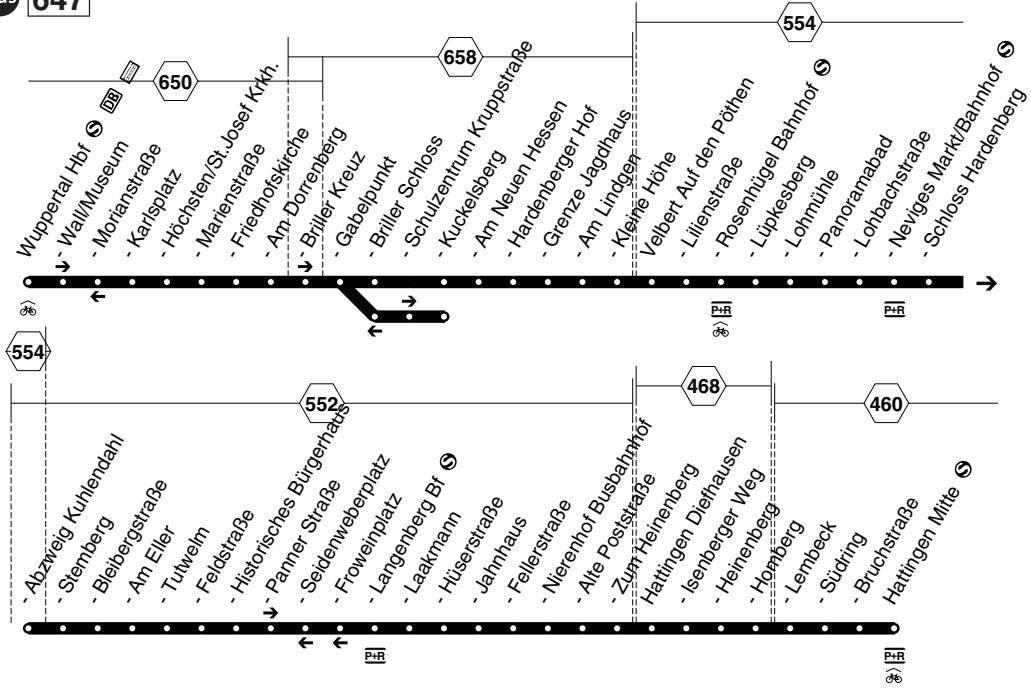 647
650
658
554
Wuppertal Hbf S DB
- Wall/Museum
- Morianstraße
- Karlsplatz
- Höchsten/St.Josef Krkh.
- Marienstraße
- Friedhofskirche
- Am Dorrenberg
- Briller Kreuz
- Gabelpunkt
- Briller Schloss
- Schulzentrum Kruppstraße
- Kuckelsberg
- Am Neuen Hessen
- Hardenberger Hof
- Grenze Jagdhaus
- Am Lindgen
- Kleine Höhe
Velbert Auf den Pöthen
- Lilienstraße
- Rosenhügel Bahnhof S
- Lüpkesberg
- Lohmühle
- Panoramabad
- Lohbachstraße
- Neviges Markt/Bahnhof S
- Schloss Hardenberg
P+R
P+R
554
552
468
460
- Abzweig Kuhlendahl
- Stemberg
- Bleibergstraße
- Am Eller
- Tutwelm
- Feldstraße
- Historisches Bürgerhaus
- Panner Straße
- Seidenweberplatz
- Froweinplatz
- Langenberg Bf S
- Laakmann
- Hüserstraße
- Jahnhaus
- Fellerstraße
- Nierenhof Busbahnhof
- Alte Poststraße
- Zum Heinenberg
Hattingen Diefhausen
- Isenberger Weg
- Heinenberg
- Homberg
- Lembeck
- Südring
- Bruchstraße
Hattingen Mitte S
P+R
P+R